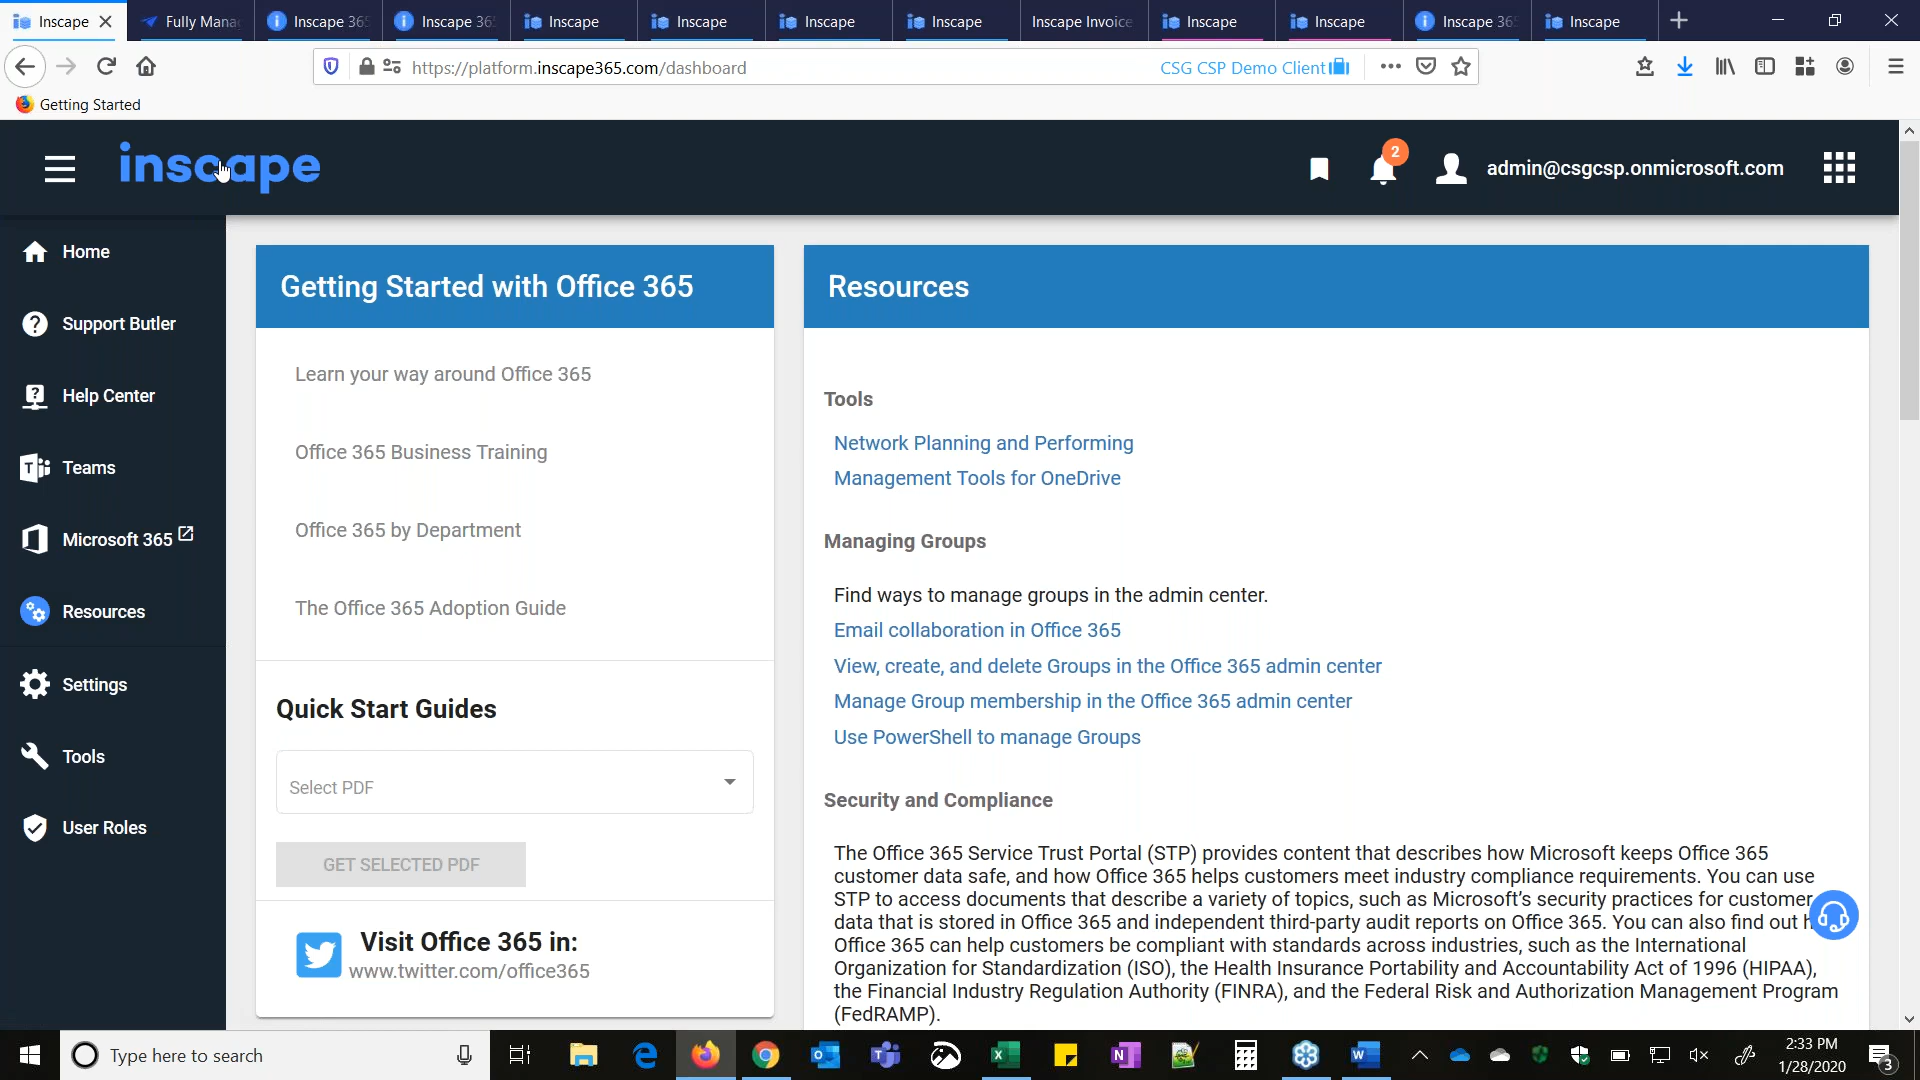 Inscape
Fully Mana
Inscape 365
Inscape 36
Inscape
Inscape
Inscape
Inscape
Inscape Invoice
Inscape
Inscape
Inscape 365
Inscape
https://platform.inscape365.com/dashboard
CSG CSP Demo Client
Getting Started
inscape
2
admin@csgcsp.onmicrosoft.com
Home
Support Butler
Help Center
Teams
Microsoft 365
Resources
Settings
Tools
User Roles
Getting Started with Office 365
Learn your way around Office 365
Office 365 Business Training
Office 365 by Department
The Office 365 Adoption Guide
Quick Start Guides
Select PDF
GET SELECTED PDF
Visit Office 365 in:
www.twitter.com/office365
Resources
Tools
Network Planning and Performing
Management Tools for OneDrive
Managing Groups
Find ways to manage groups in the admin center.
Email collaboration in Office 365
View, create, and delete Groups in the Office 365 admin center
Manage Group membership in the Office 365 admin center
Use PowerShell to manage Groups
Security and Compliance
The Office 365 Service Trust Portal (STP) provides content that describes how Microsoft keeps Office 365
customer data safe, and how Office 365 helps customers meet industry compliance requirements. You can use
STP to access documents that describe a variety of topics, such as Microsoft's security practices for customer
data that is stored in Office 365 and independent third-party audit reports on Office 365. You can also find out
Office 365 can help customers be compliant with standards across industries, such as the International
Organization for Standardization (ISO), the Health Insurance Portability and Accountability Act of 1996 (HIPAA),
the Financial Industry Regulation Authority (FINRA), and the Federal Risk and Authorization Management Program
(FedRAMP).
Type here to search
2:33 PM
1/28/2020
3